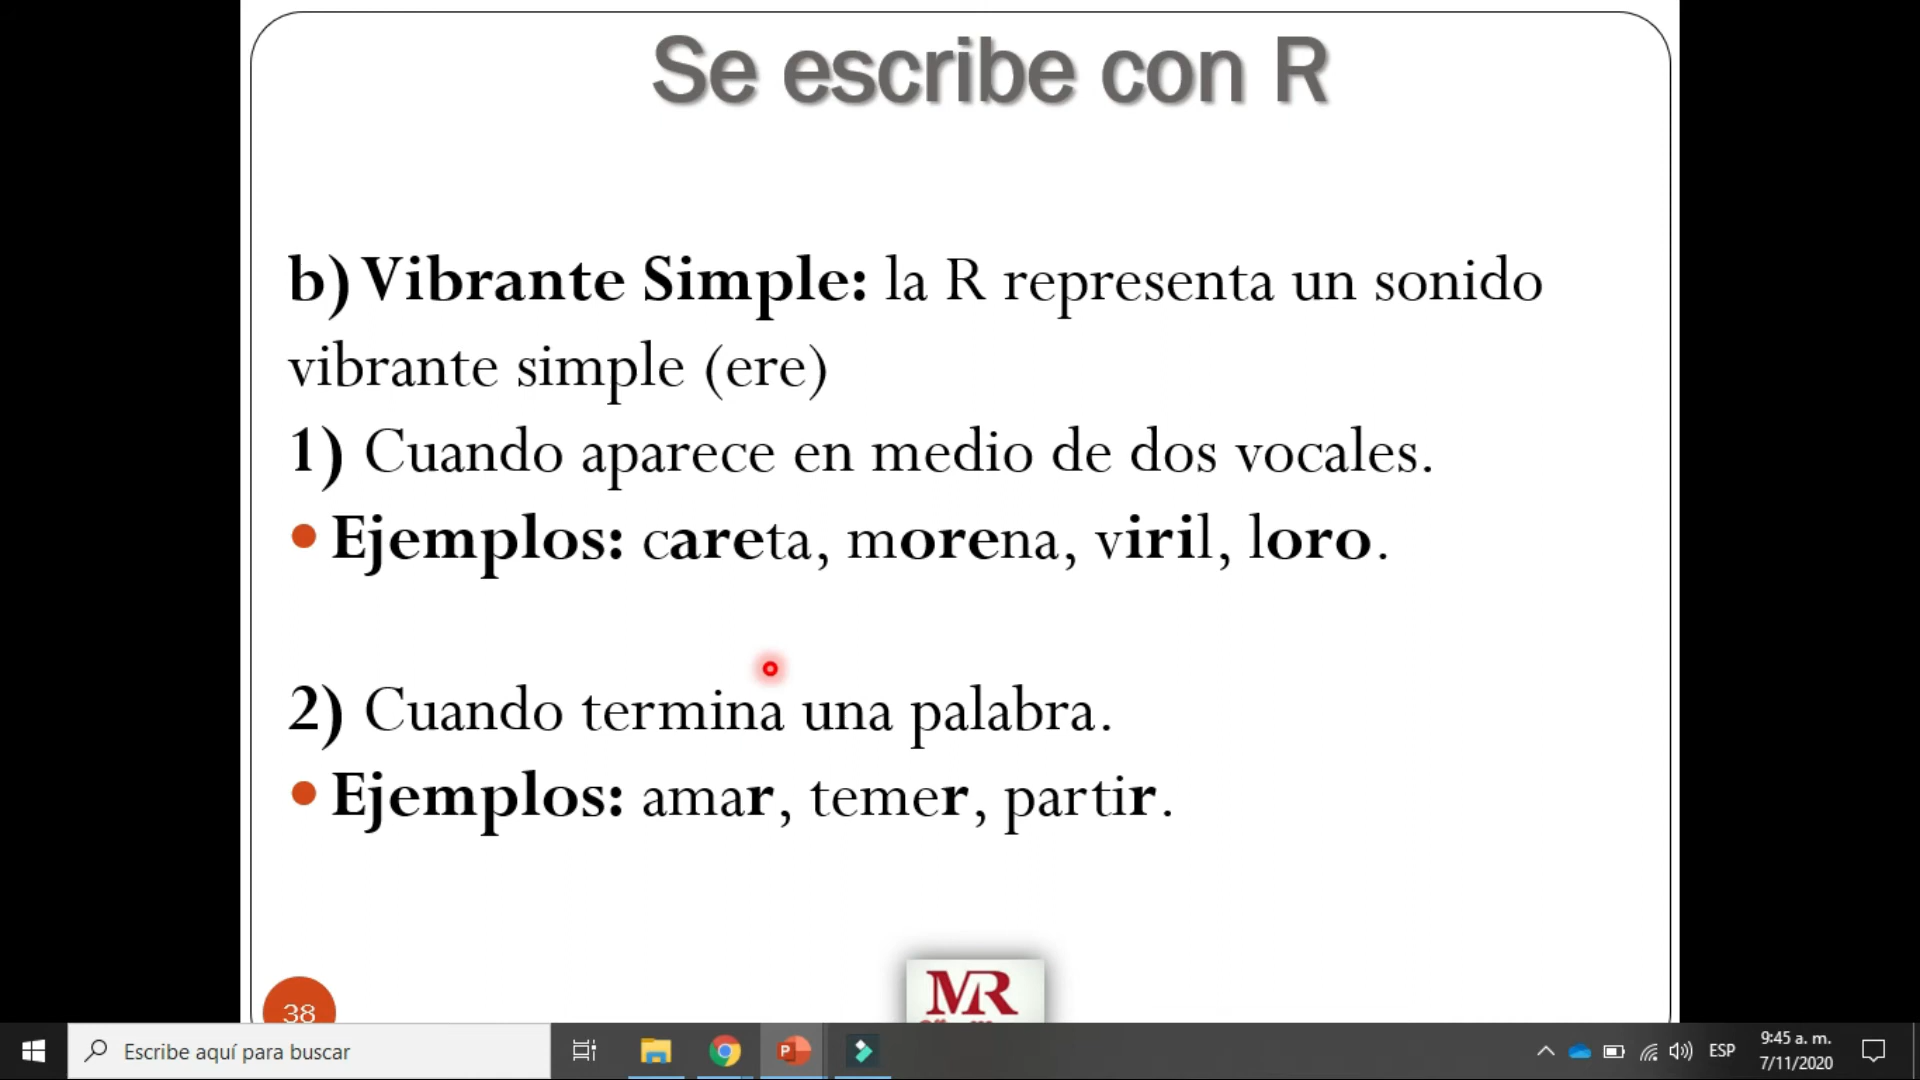 Se escribe con R
b) Vibrante Simple: la R representa un sonido
vibrante simple (ere)
1) Cuando aparece en medio de dos vocales.
• Ejemplos: careta, morena, viril, loro.
2) Cuando termina una palabra.
• Ejemplos: amar, temer, partir.
38
MR
Escribe aquí para buscar
ESP
9:45 a. m.
7/11/2020